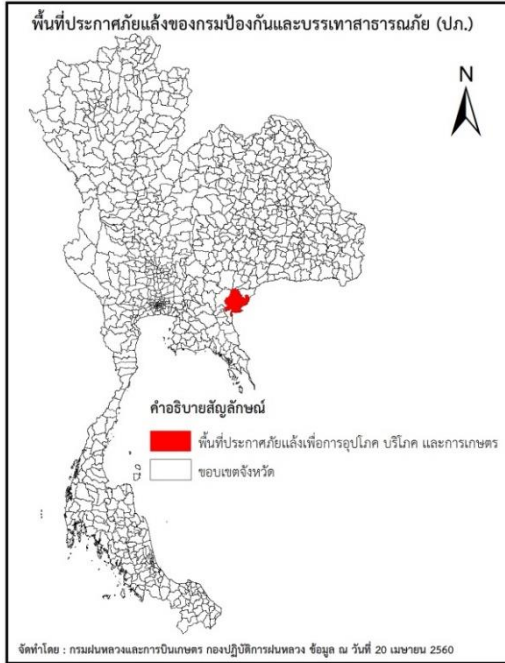 พื้นที่ประกาศภัยแล้งของกรมป้องกันและบรรเทาสาธารณภัย (ปภ.)
N
คำอธิบายสัญลักษณ์
พื้นที่ประกาศภัยแล้งเพื่อการอุปโภค บริโภค และการเกษตร
ขอบเขตจังหวัด
จัดทำโดย : กรมฝนหลวงและการบินเกษตร กองปฏิบัติการฝนหลวง ข้อมูล ณ วันที่ 20 เมษายน 2560